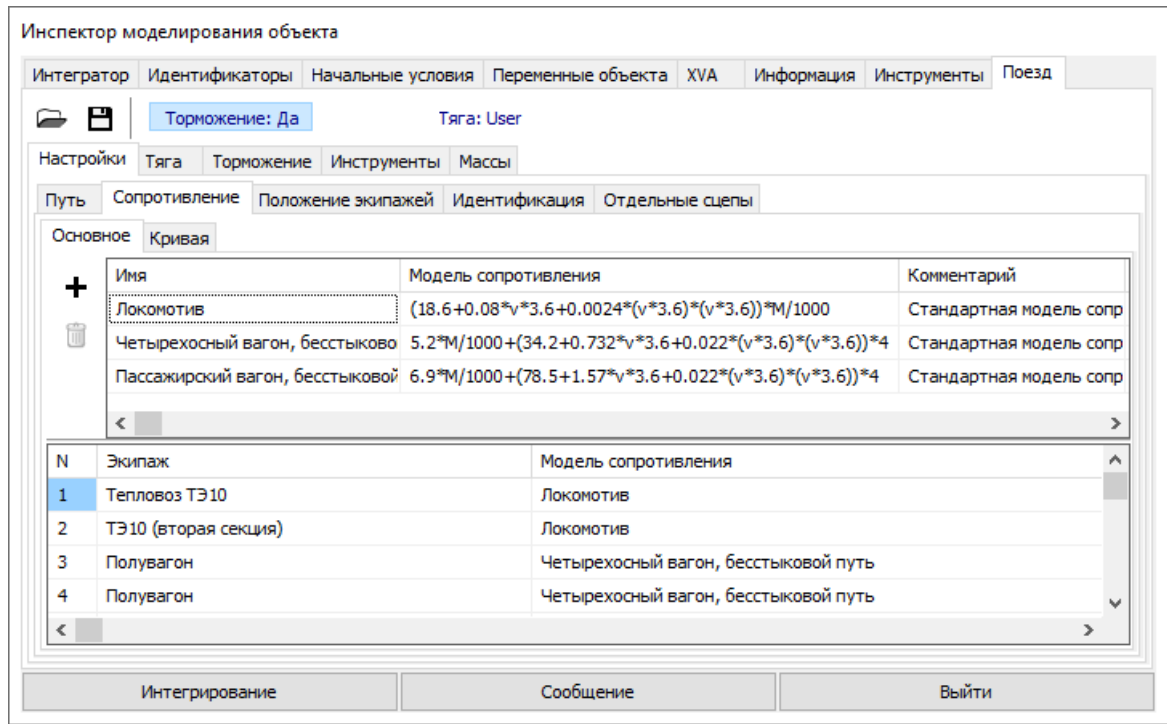 Инспектор моделирования объекта
Интегратор Идентификаторы Начальные условия Переменные объекта XVA Информация Инструменты Поезд
Торможение: Да Тяга: User
Настройки Тяга Торможение Инструменты Массы
Путь Сопротивление Положение экипажей Идентификация Отдельные сцепы
Основное Кривая
Имя Модель сопротивления Комментарий
Локомотив (18.6+0.08*v*3.6+0.0024*(v*3.6)*(v*3.6))*M/1000 Стандартная модель сопр
Четырехосный вагон, бесстыково 5.2*M/1000+(34.2+0.732*v*3.6+0.022*(v*3.6)*(v*3.6))*4 Стандартная модель сопр
Пассажирский вагон, бесстыковой 6.9*M/1000+(78.5+1.57*v*3.6+0.022*(v*3.6)*(v*3.6))*4 Стандартная модель сопр
N Экипаж Модель сопротивления
1 Тепловоз ТЭ10 Локомотив
2 ТЭ10 (вторая секция) Локомотив
3 Полувагон Четырехосный вагон, бесстыковой путь
4 Полувагон Четырехосный вагон, бесстыковой путь
Интегрирование Сообщение Выйти